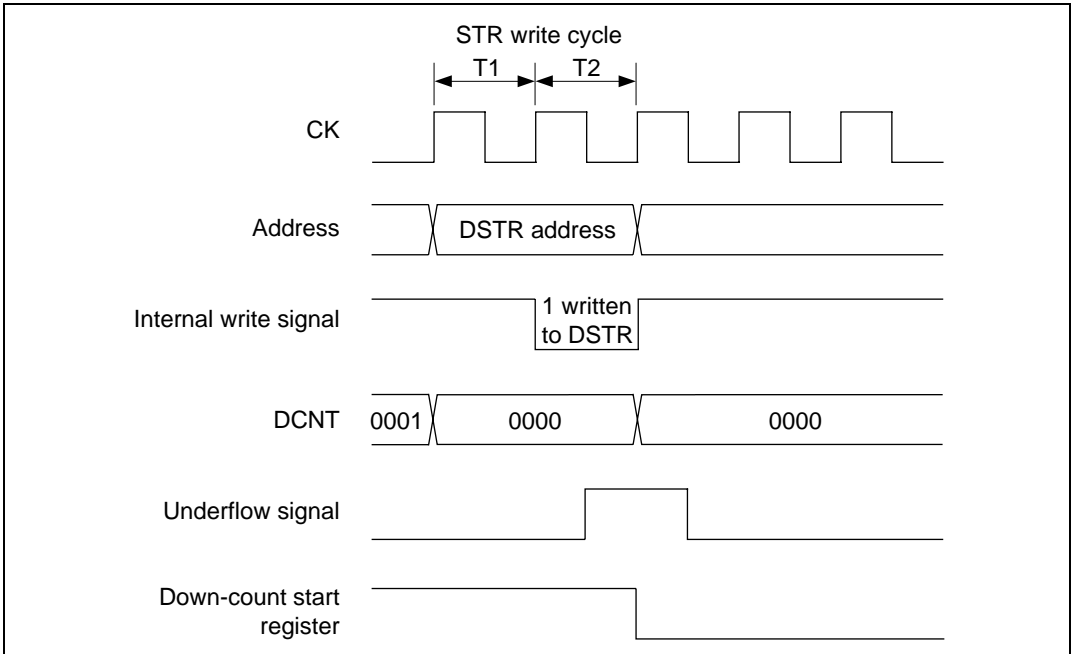 STR write cycle
T1 T2
CK
Address DSTR address
Internal write signal 1 written
to DSTR
DCNT 0001 0000 0000
Underflow signal
Down-count start
register